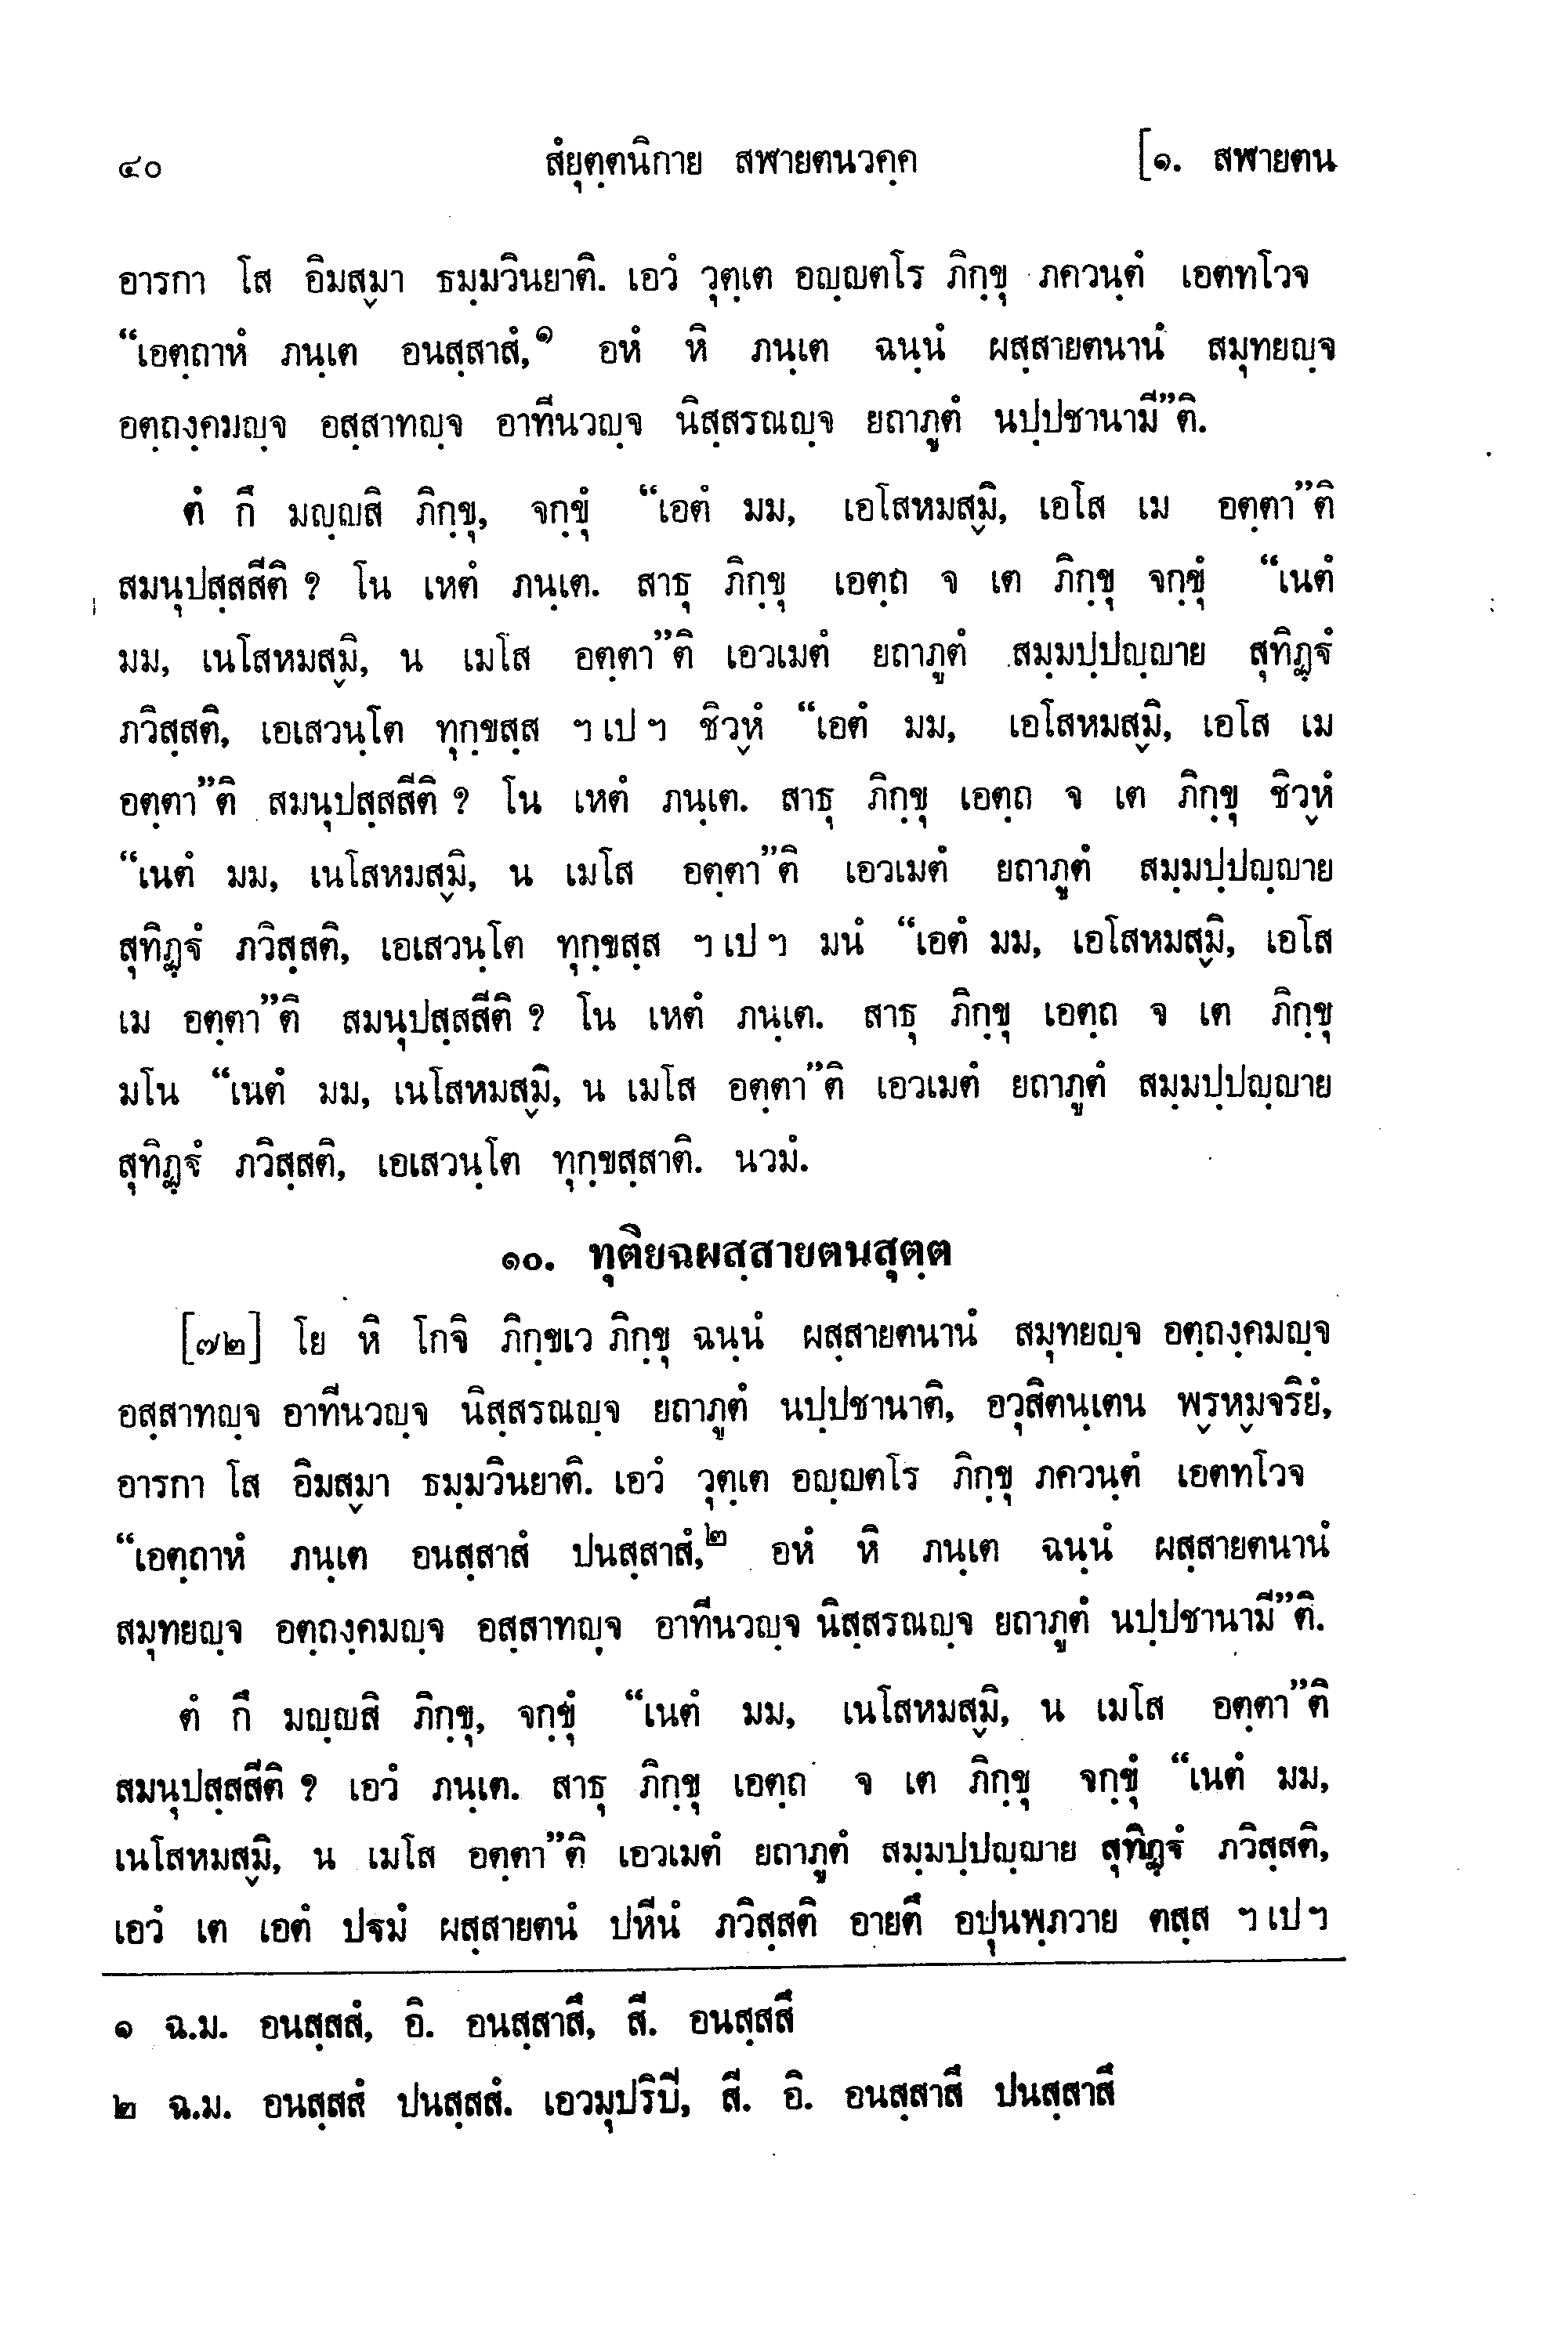 ๔๐ สํยุตฺตนิกาย สฬายตนวคฺค [๑. สฬายตน
อารกา โส อิมสฺมา ธมฺมวินยาติ. เอวํ วุตฺเต อญฺญตโร ภิกฺขุ ภควนฺตํ เอตทโวจ
“เอตฺถาหํ ภนฺเต อนสฺสาสํ,๑ อหํ หิ ภนฺเต ฉนฺนํ ผสฺสายตนานํ สมุทยญฺจ
อตฺถงฺคมญฺจ อสฺสาทญฺจ อาทีนวญฺจ นิสฺสรณญฺจ ยถาภูตํ นปฺปชานามี”ติ.
ตํ กึ มญฺญสิ ภิกฺขุ, จกฺขุํ “เอตํ มม, เอโสหมสฺมิ, เอโส เม อตฺตา”ติ
สมนุปสฺสสีติ ? โน เหตํ ภนฺเต. สาธุ ภิกฺขุ เอตฺถ จ เต ภิกฺขุ จกฺขุํ “เนตํ
มม, เนโสหมสฺมิ, น เมโส อตฺตา”ติ เอวเมตํ ยถาภูตํ สมฺมปฺปญฺญาย สุทิฏฺฐํ
ภวิสฺสติ, เอเสวนฺโต ทุกฺขสฺส ฯ เป ฯ ชิวฺหํ “เอตํ มม, เอโสหมสฺมิ, เอโส เม
อตฺตา”ติ สมนุปสฺสสีติ ? โน เหตํ ภนฺเต. สาธุ ภิกฺขุ เอตฺถ จ เต ภิกฺขุ ชิวฺหํ
“เนตํ มม, เนโสหมสฺมิ, น เมโส อตฺตา”ติ เอวเมตํ ยถาภูตํ สมฺมปฺปญฺญาย
สุทิฏฺฐํ ภวิสฺสติ, เอเสวนฺโต ทุกฺขสฺส ฯ เป ฯ มนํ “เอตํ มม, เอโสหมสฺมิ, เอโส
เม อตฺตา”ติ สมนุปสฺสสีติ ? โน เหตํ ภนฺเต. สาธุ ภิกฺขุ เอตฺถ จ เต ภิกฺขุ
มโน “เนตํ มม, เนโสหมสฺมิ, น เมโส อตฺตา”ติ เอวเมตํ ยถาภูตํ สมฺมปฺปญฺญาย
สุทิฏฺฐํ ภวิสฺสติ, เอเสวนฺโต ทุกฺขสฺสาติ. นวมํ.
๑๐. ทุติยฉผสฺสายตนสุตฺต
[๗๒] โย หิ โกจิ ภิกฺขเว ภิกฺขุ ฉนฺนํ ผสฺสายตนานํ สมุทยญฺจ อตฺถงฺคมญฺจ
อสฺสาทญฺจ อาทีนวญฺจ นิสฺสรณญฺจ ยถาภูตํ นปฺปชานาติ, อวุสิตนฺเตน พฺรหฺมจริยํ,
อารกา โส อิมสฺมา ธมฺมวินยาติ. เอวํ วุตฺเต อญฺญตโร ภิกฺขุ ภควนฺตํ เอตทโวจ
“เอตฺถาหํ ภนฺเต อนสฺสาสํ ปนสฺสาสํ,๒ อหํ หิ ภนฺเต ฉนฺนํ ผสฺสายตนานํ
สมุทยญฺจ อตฺถงฺคมญฺจ อสฺสาทญฺจ อาทีนวญฺจ นิสฺสรณญฺจ ยถาภูตํ นปฺปชานามี”ติ.
ตํ กึ มญฺญสิ ภิกฺขุ, จกฺขุํ “เนตํ มม, เนโสหมสฺมิ, น เมโส อตฺตา”ติ
สมนุปสฺสสีติ ? เอวํ ภนฺเต. สาธุ ภิกฺขุ เอตฺถ จ เต ภิกฺขุ จกฺขุํ “เนตํ มม,
เนโสหมสฺมิ, น เมโส อตฺตา”ติ เอวเมตํ ยถาภูตํ สมฺมปฺปญฺญาย สุทิฏฺฐํ ภวิสฺสติ,
เอวํ เต เอตํ ปฐมํ ผสฺสายตนํ ปหีนํ ภวิสฺสติ อายตึ อปุนพฺภวาย ตสฺส ฯ เป ฯ
๑ ฉ.ม. อนสฺสสํ, อิ. อนสฺสาสึ, สี. อนสฺสสึ
๒ ฉ.ม. อนสฺสสํ ปนสฺสสํ. เอวมุปริปี, สี. อิ. อนสฺสาสึ ปนสฺสาสึ